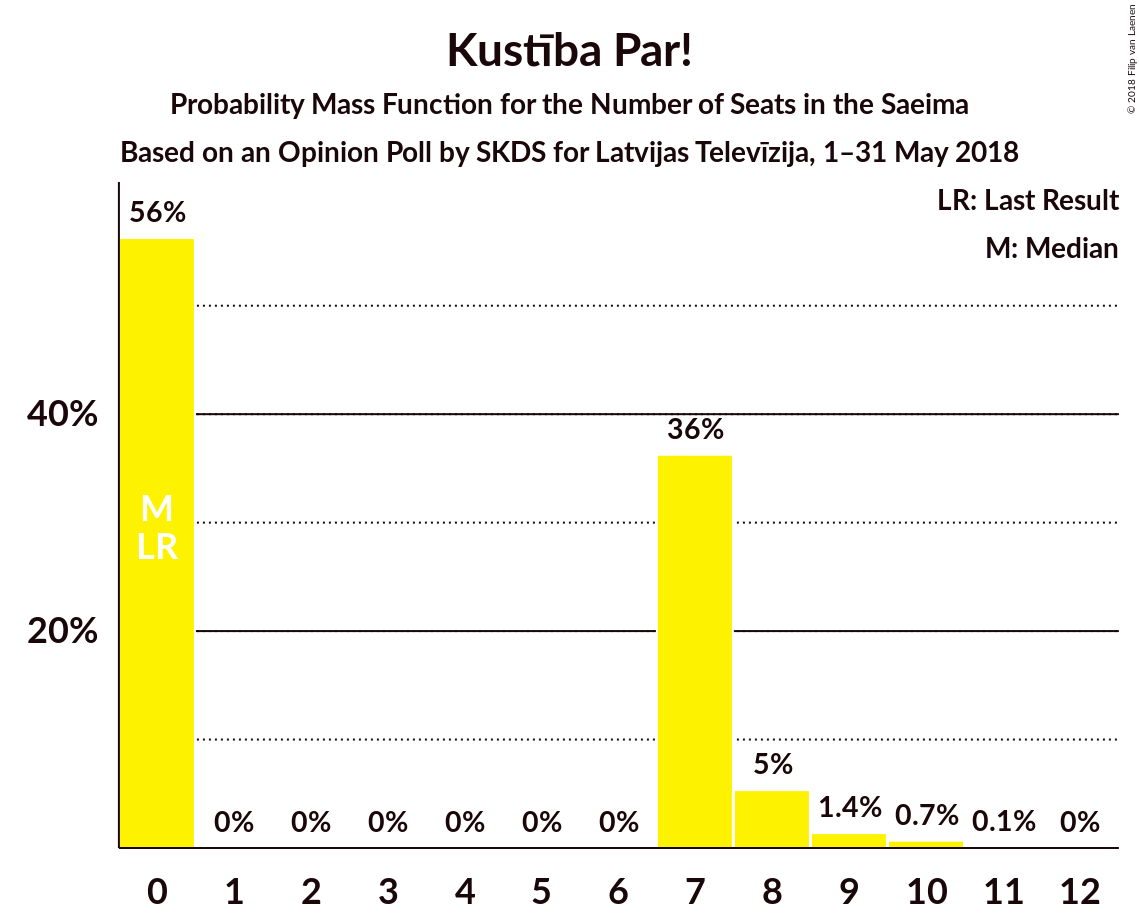 Kustība Par!
Probability Mass Function for the Number of Seats in the Saeima
Based on an Opinion Poll by SKDS for Latvijas Televīzija, 1–31 May 2018
© 2018 Filip van Laenen
LR: Last Result
M: Median
56%
40%
36%
M
LR
20%
5%
0% 0% 0% 0% 0% 0% 1.4% 0.7% 0.1% 0%
0 1 2 3 4 5 6 7 8 9 10 11 12